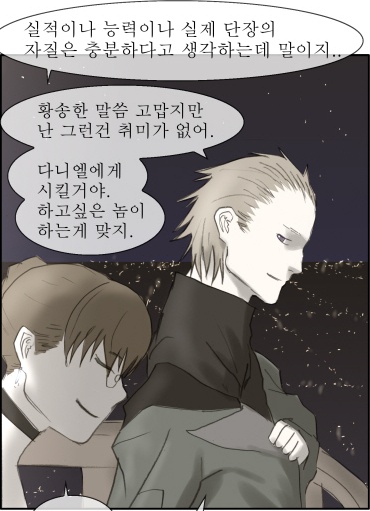 실적이나 능력이나 실제 단장의
자질은 충분하다고 생각하는데 말이지..
황송한 말씀 고맙지만
난 그런건 취미가 없어.
다니엘에게
시킬거야.
하고싶은 놈이
하는게 맞지.